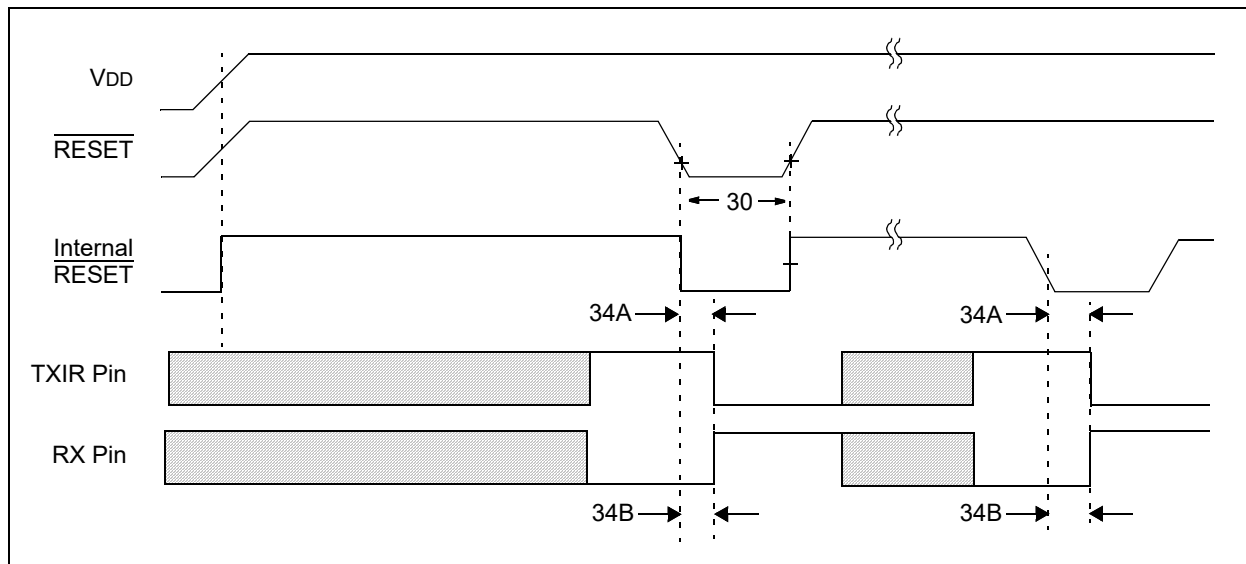 VDD
RESET
30
Internal
RESET
34A
34A
TXIR Pin
RX Pin
34B
34B